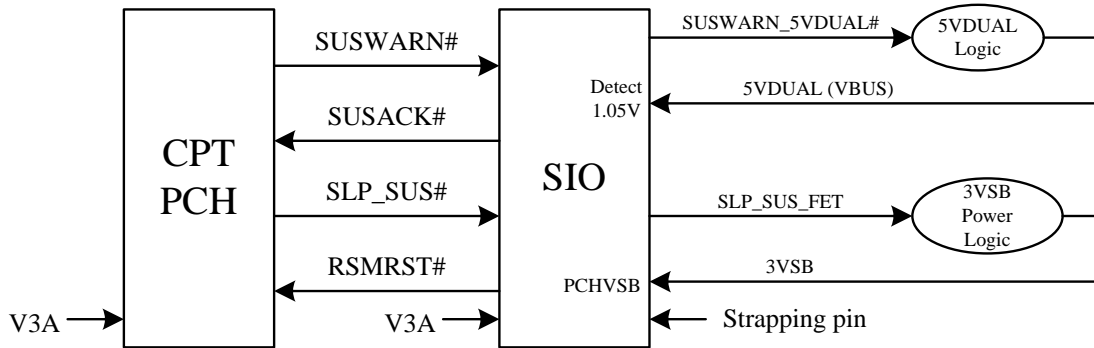 SUSWARN#
SUSACK#
SLP_SUS#
RSMRST#
CPT
PCH
V3A
SIO
V3A
Detect
1.05V
PCHVSB
SUSWARN_5VDUAL#
5VDUAL
Logic
5VDUAL (VBUS)
SLP_SUS_FET
3VSB
Power
Logic
3VSB
Strapping pin